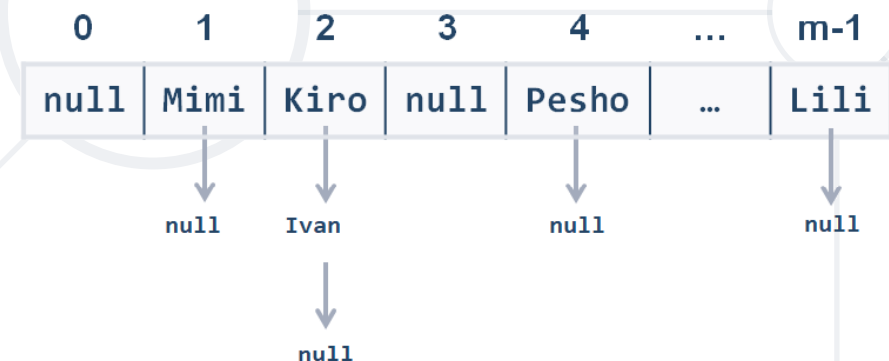 0 1 2 3 4 ... m-1
null Mimi Kiro null Pesho … Lili
null Ivan null null
null